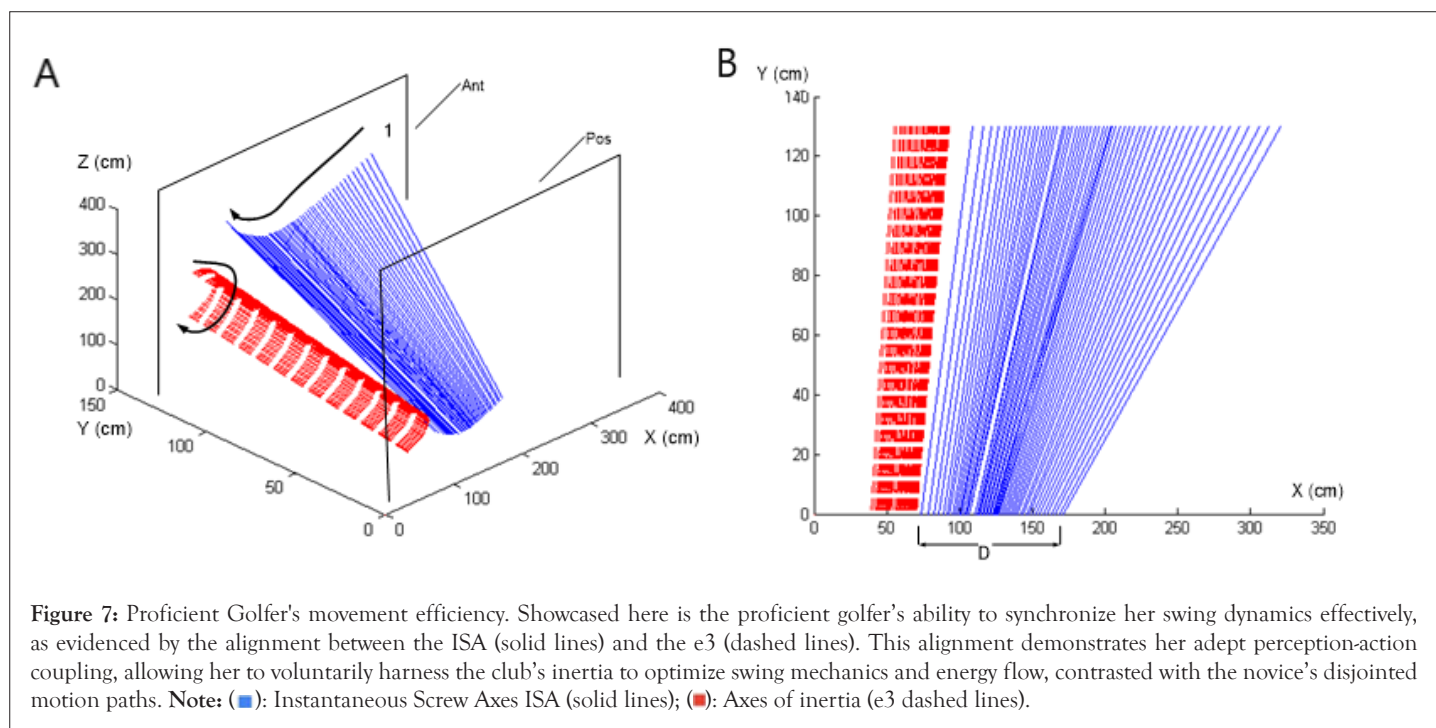 A
Ant
1
Pos
Z (cm)
400
300
200
100
0
150
Y (cm)
100
50
0
0
100
200
300
400
X (cm)
B
Y (cm)
140
120
100
80
60
40
20
0
X (cm)
0
50
100
150
200
250
300
350
D
Figure 7: Proficient Golfer's movement efficiency. Showcased here is the proficient golfer's ability to synchronize her swing dynamics effectively,
as evidenced by the alignment between the ISA (solid lines) and the e3 (dashed lines). This alignment demonstrates her adept perception-action
coupling, allowing her to voluntarily harness the club's inertia to optimize swing mechanics and energy flow, contrasted with the novice's disjointed
motion paths. Note: (■): Instantaneous Screw Axes ISA (solid lines); (■): Axes of inertia (e3 dashed lines).